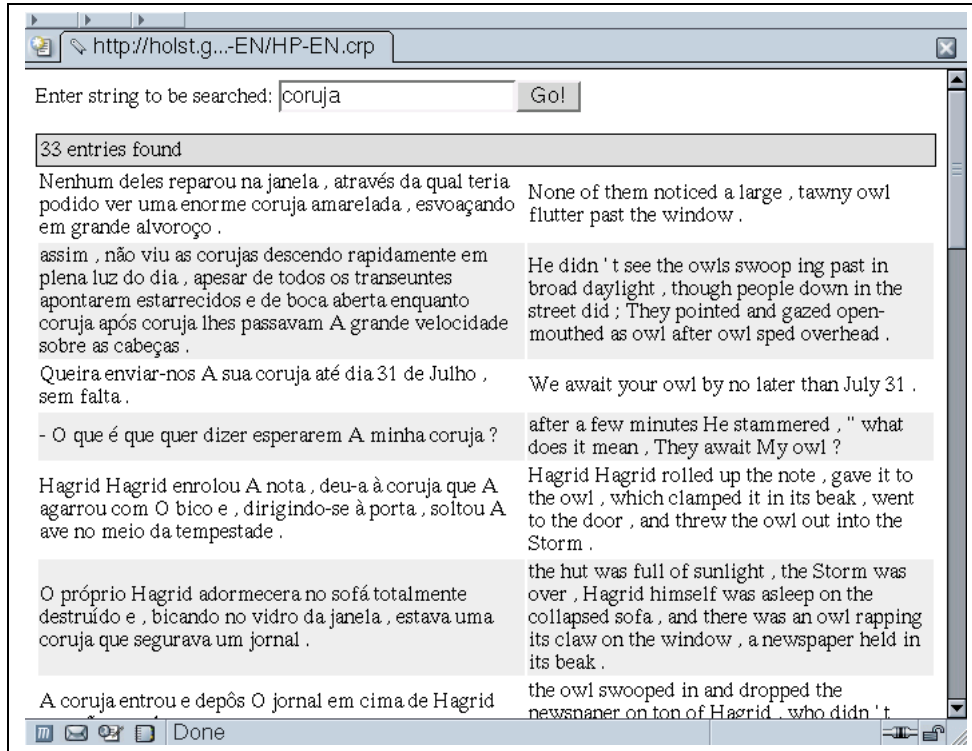 http://holst.g...-EN/HP-EN.crp
Enter string to be searched: coruja Go!
33 entries found
Nenhum deles reparou na janela , através da qual teria
podido ver uma enorme coruja amarelada , esvoaçando
em grande alvoroço .
None of them noticed a large , tawny owl
flutter past the window .
assim , não viu as corujas descendo rapidamente em
plena luz do dia , apesar de todos os transeuntes
apontarem estarrecidos e de boca aberta enquanto
coruja após coruja lhes passavam A grande velocidade
sobre as cabeças .
He didn ' t see the owls swoop ing past in
broad daylight , though people down in the
street did ; They pointed and gazed open-
mouthed as owl after owl sped overhead .
Queira enviar-nos A sua coruja até dia 31 de Julho ,
sem falta .
We await your owl by no later than July 31 .
- O que é que quer dizer esperarem A minha coruja ?
after a few minutes He stammered , " what
does it mean , They await My owl ?
Hagrid Hagrid enrolou A nota , deu-a à coruja que A
agarrou com O bico e , dirigindo-se à porta , soltou A
ave no meio da tempestade .
Hagrid Hagrid rolled up the note , gave it to
the owl , which clamped it in its beak , went
to the door , and threw the owl out into the
Storm .
O próprio Hagrid adormecera no sofá totalmente
destruído e , bicando no vidro da janela , estava uma
coruja que segurava um jornal .
the hut was full of sunlight , the Storm was
over , Hagrid himself was asleep on the
collapsed sofa , and there was an owl rapping
its claw on the window , a newspaper held in
its beak .
A coruja entrou e depôs O jornal em cima de Hagrid
the owl swooped in and dropped the
newspaper on top of Hagrid , who didn ' t
Done